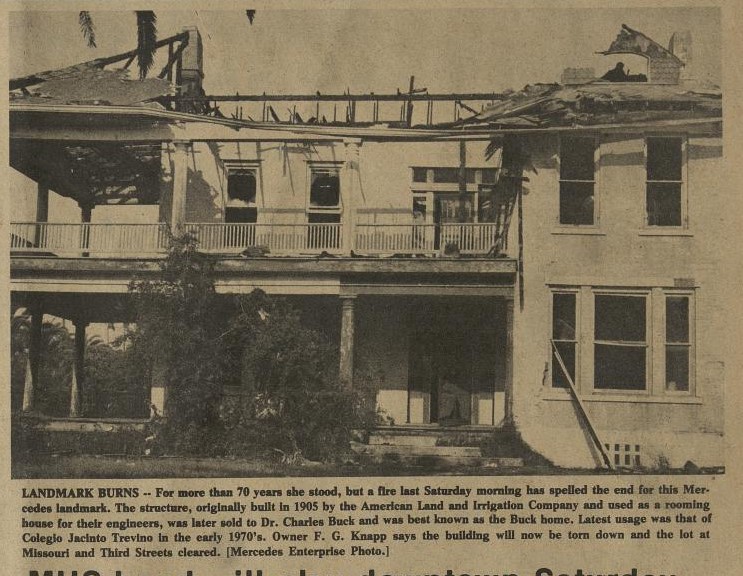 LANDMARK BURNS -- For more than 70 years she stood, but a fire last Saturday morning has spelled the end for this Mer-
cedes landmark. The structure, originally built in 1905 by the American Land and Irrigation Company and used as a rooming
house for their engineers, was later sold to Dr. Charles Buck and was best known as the Buck home. Latest usage was that of
Colegio Jacinto Trevino in the early 1970's. Owner F. G. Knapp says the building will now be torn down and the lot at
Missouri and Third Streets cleared. [Mercedes Enterprise Photo.]
downtown Saturday